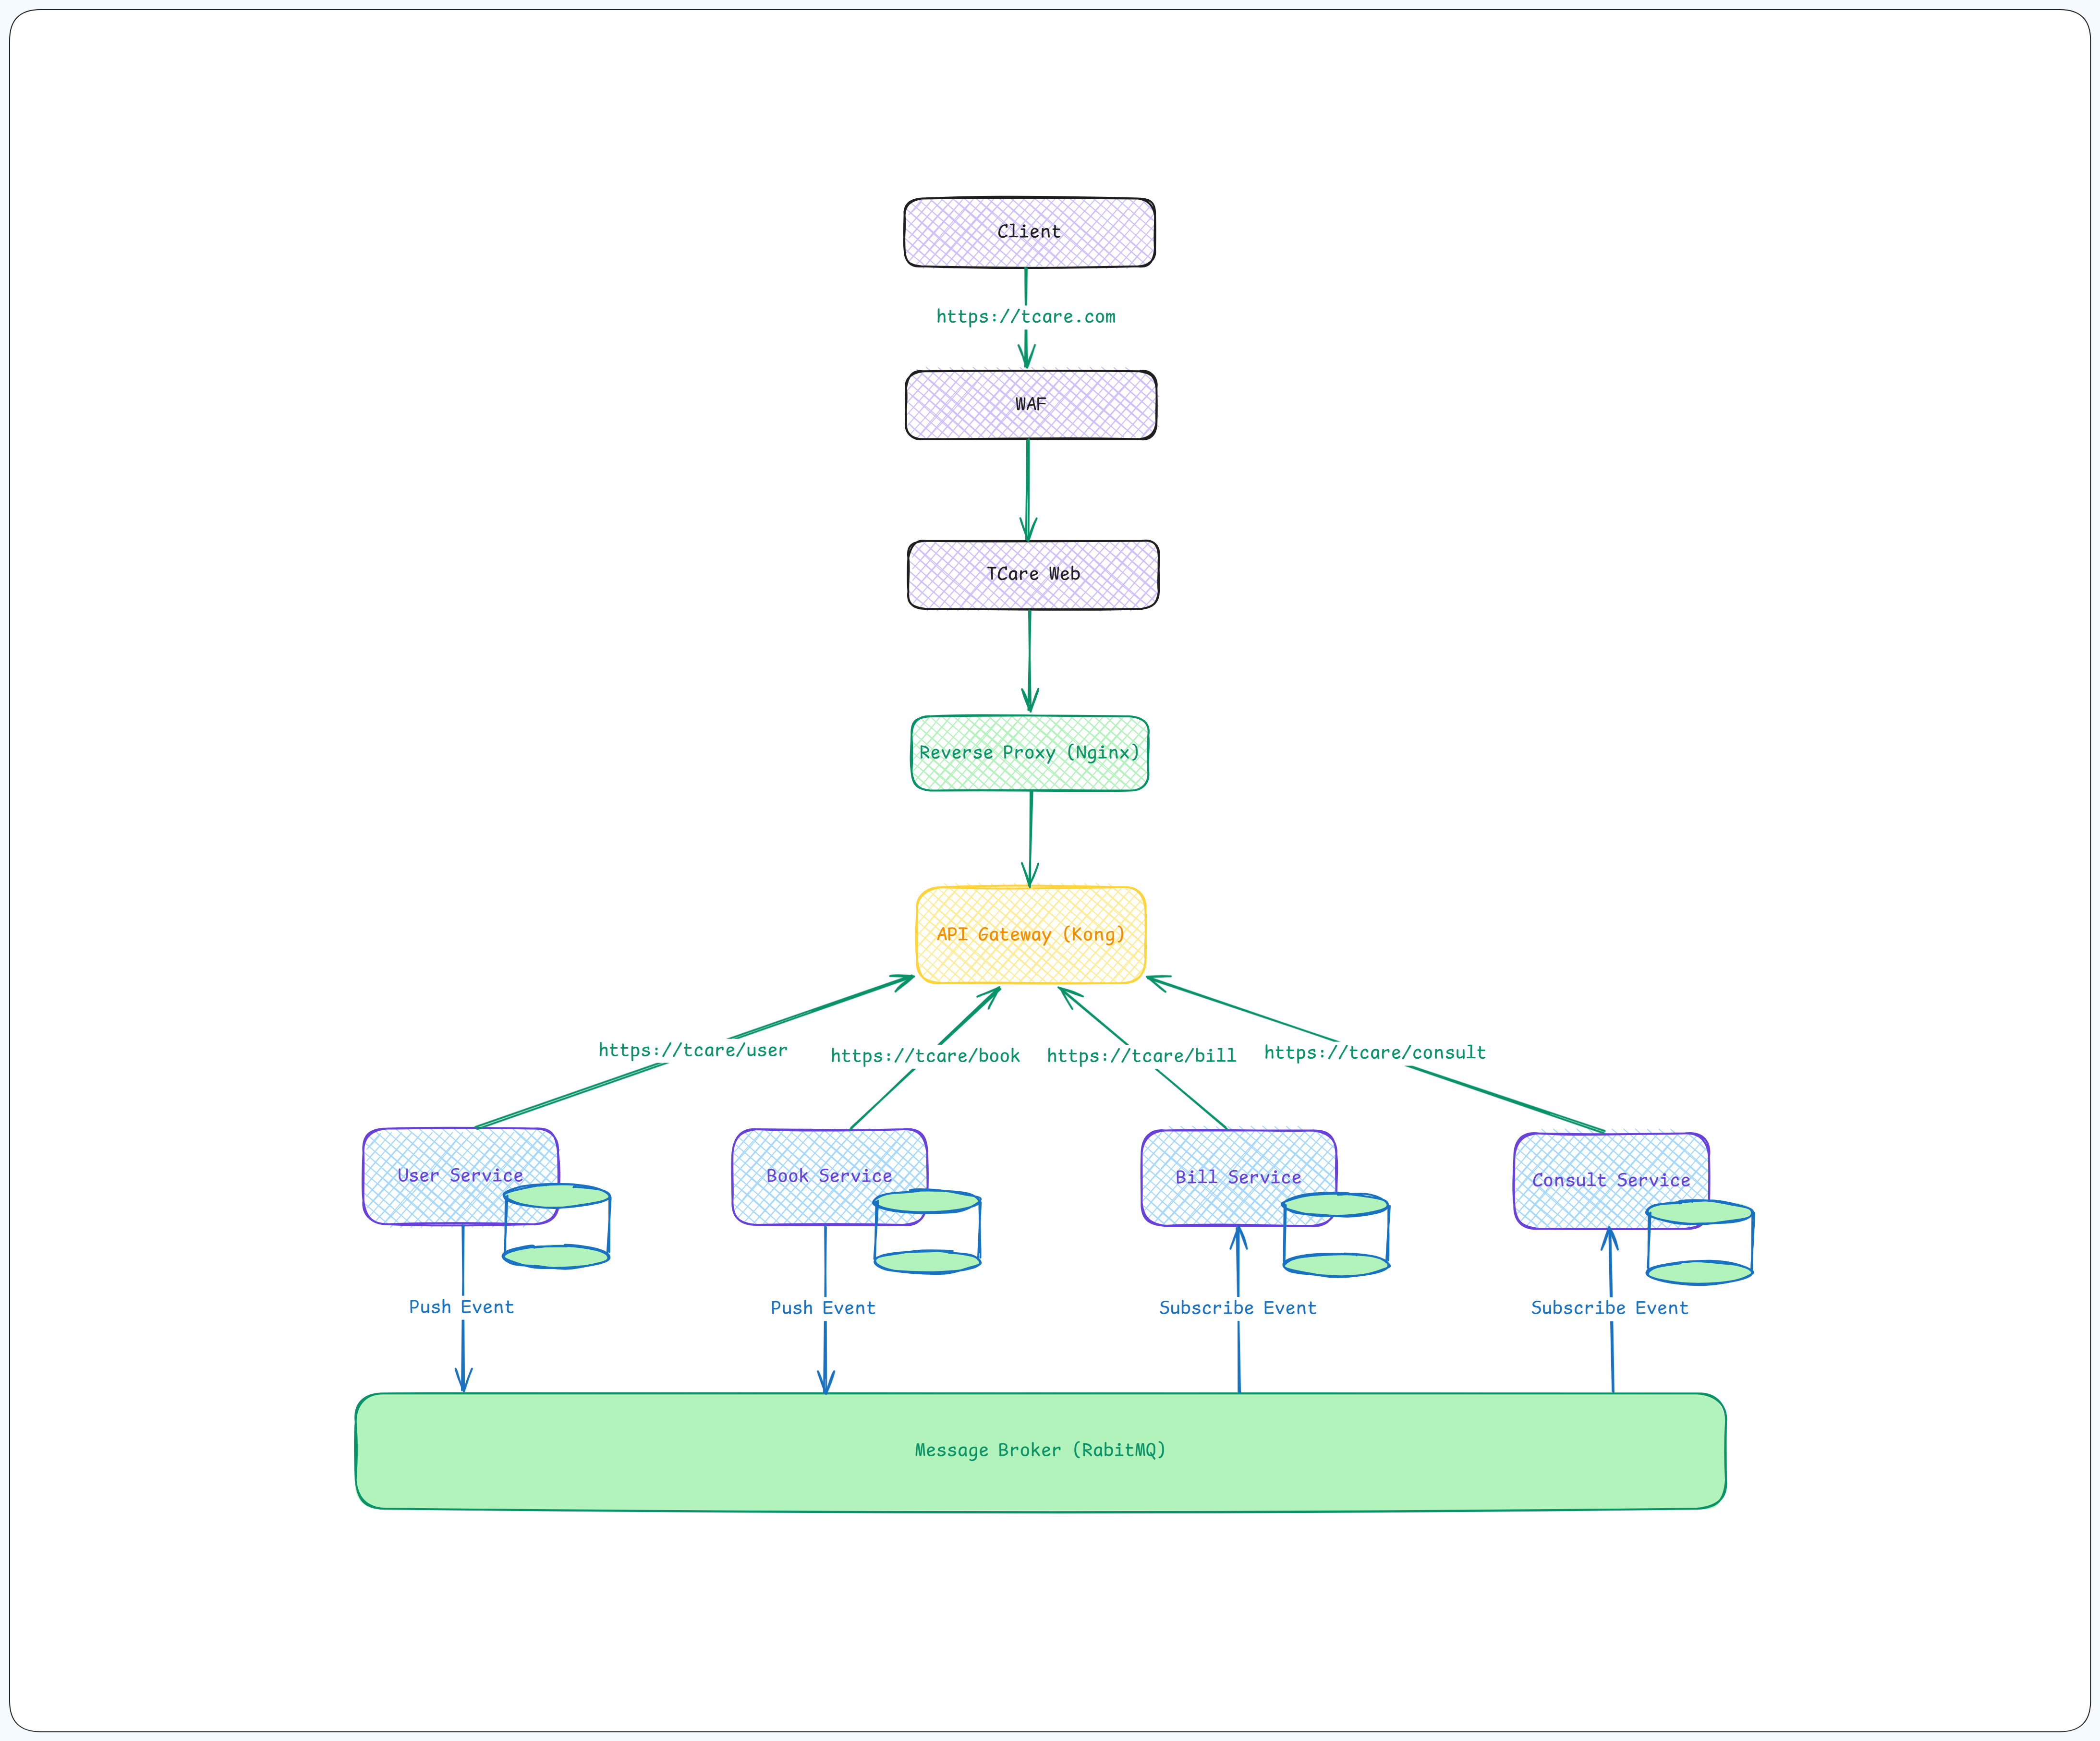 Client
https://tcare.com
WAF
TCare Web
Reverse Proxy (Nginx)
API Gateway (Kong)
https://tcare/user
https://tcare/book
https://tcare/bill
https://tcare/consult
User Service
Book Service
Bill Service
Consult Service
Push Event
Push Event
Subscribe Event
Subscribe Event
Message Broker (RabitMQ)